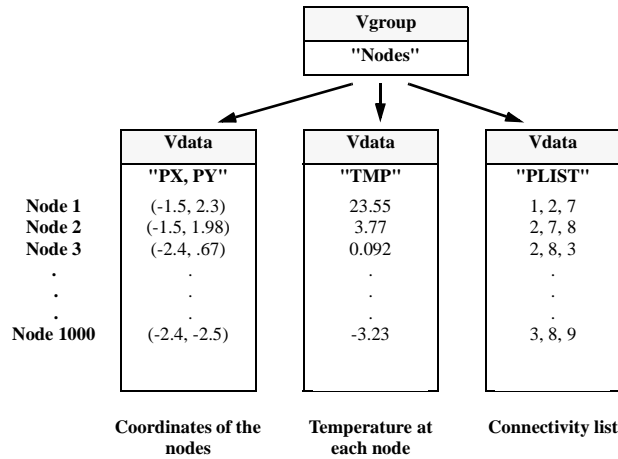 Vgroup
"Nodes"
Vdata Vdata Vdata
"PX, PY" "TMP" "PLIST"
Node 1 (-1.5, 2.3) 23.55 1, 2, 7
Node 2 (-1.5, 1.98) 3.77 2, 7, 8
Node 3 (-2.4, .67) 0.092 2, 8, 3
. . . .
. . . .
. . . .
Node 1000 (-2.4, -2.5) -3.23 3, 8, 9
Coordinates of the Temperature at Connectivity list
nodes each node